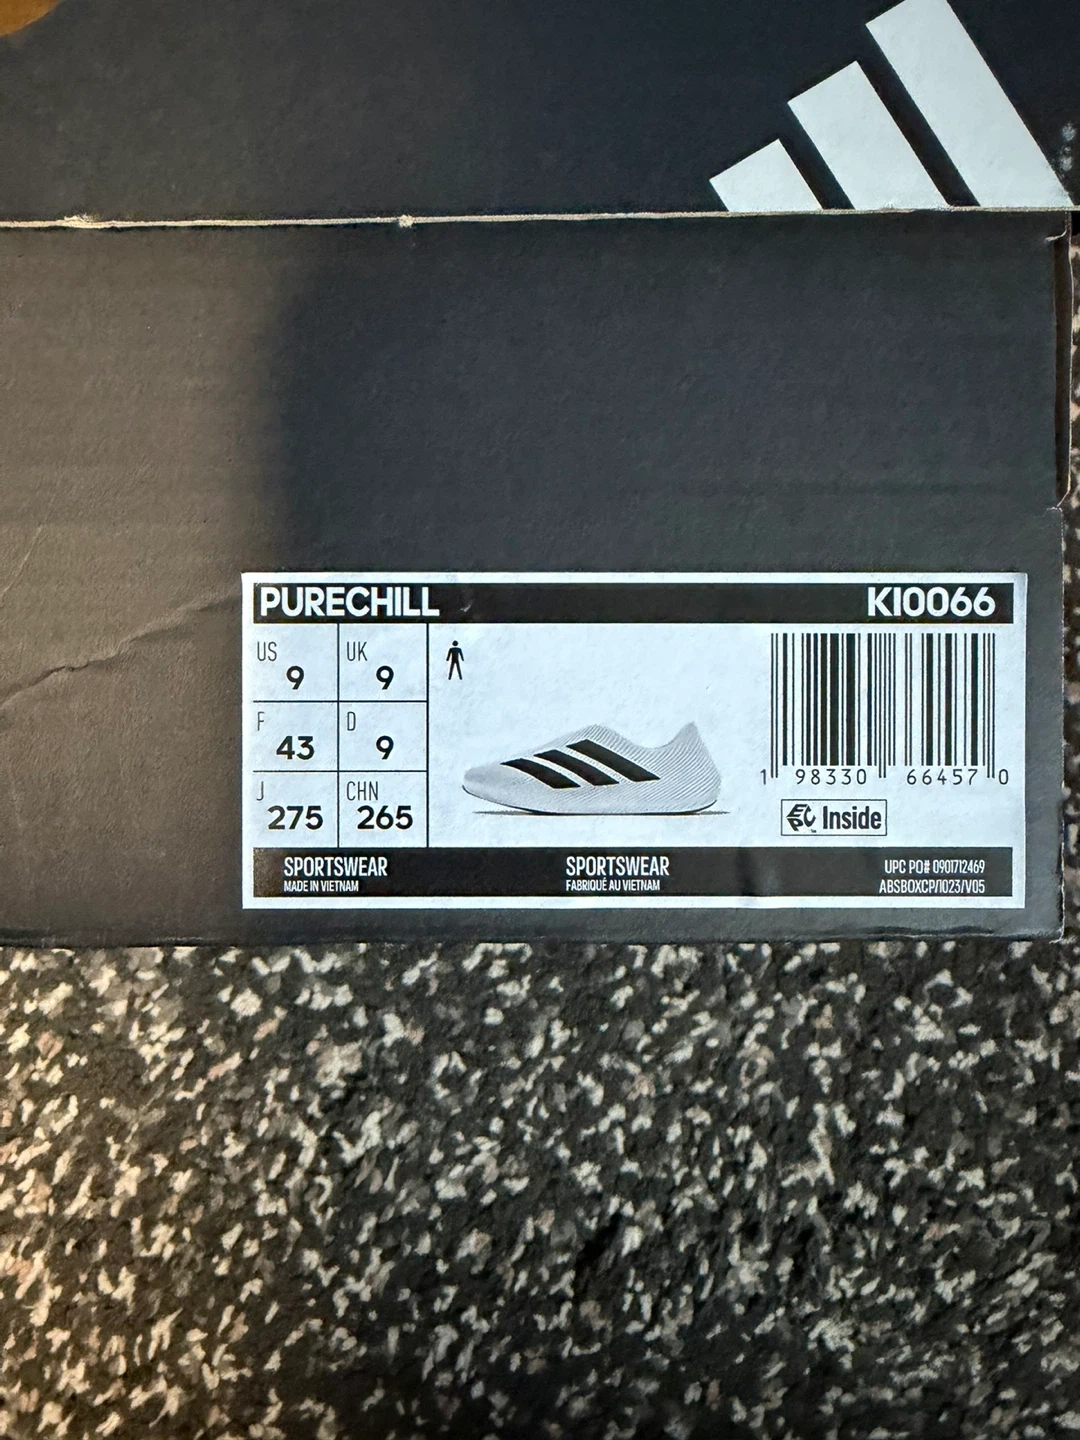 PURECHILL KI0066
US 9 UK 9
F 43 D 9
J 275 CHN 265
1 98330 66457 0
EPC™ Inside
SPORTSWEAR
MADE IN VIETNAM
SPORTSWEAR
FABRIQUÉ AU VIETNAM
UPC PO# 0901712469
ABSBOXCP/1023/V05